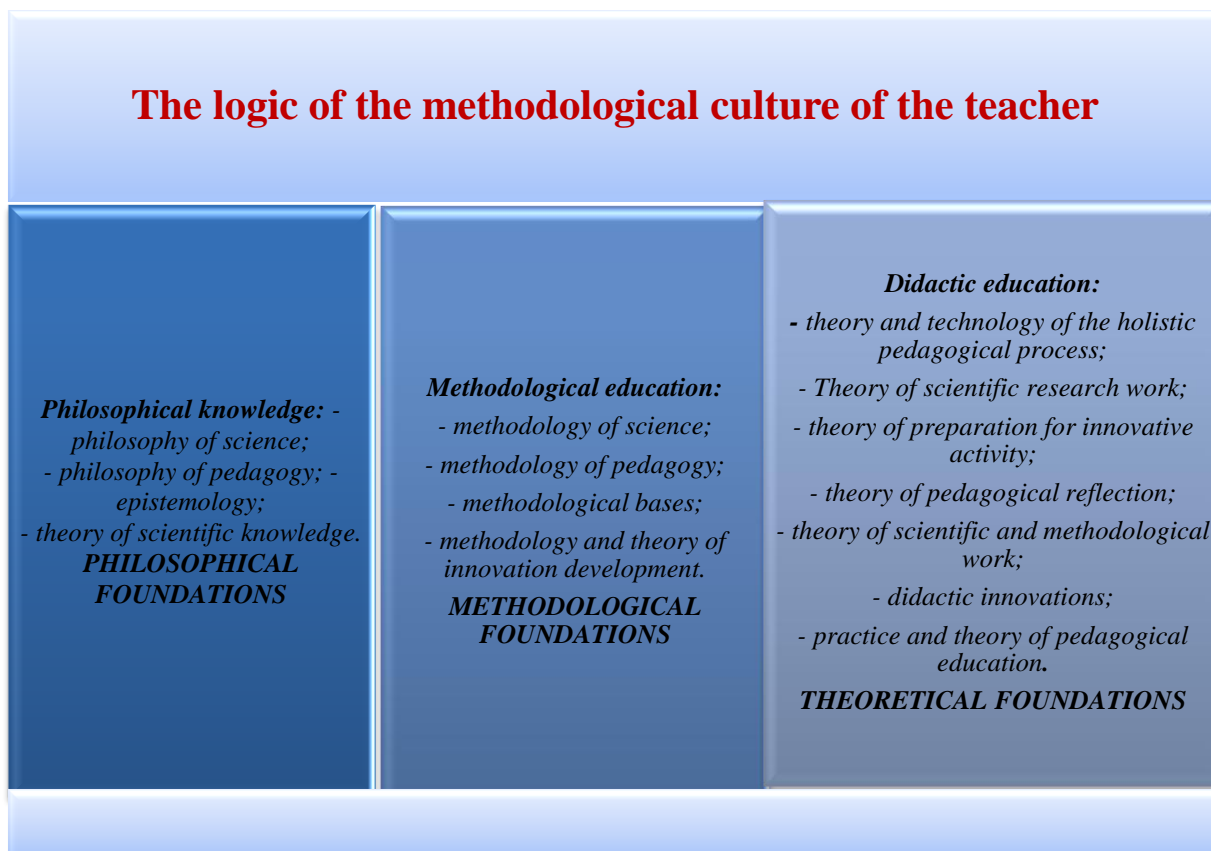 The logic of the methodological culture of the teacher
Philosophical knowledge: -
philosophy of science;
- philosophy of pedagogy; -
epistemology;
- theory of scientific knowledge.
PHILOSOPHICAL
FOUNDATIONS
Methodological education:
- methodology of science;
- methodology of pedagogy;
- methodological bases;
- methodology and theory of
innovation development.
METHODOLOGICAL
FOUNDATIONS
Didactic education:
- theory and technology of the holistic
pedagogical process;
- Theory of scientific research work;
- theory of preparation for innovative
activity;
- theory of pedagogical reflection;
- theory of scientific and methodological
work;
- didactic innovations;
- practice and theory of pedagogical
education.
THEORETICAL FOUNDATIONS